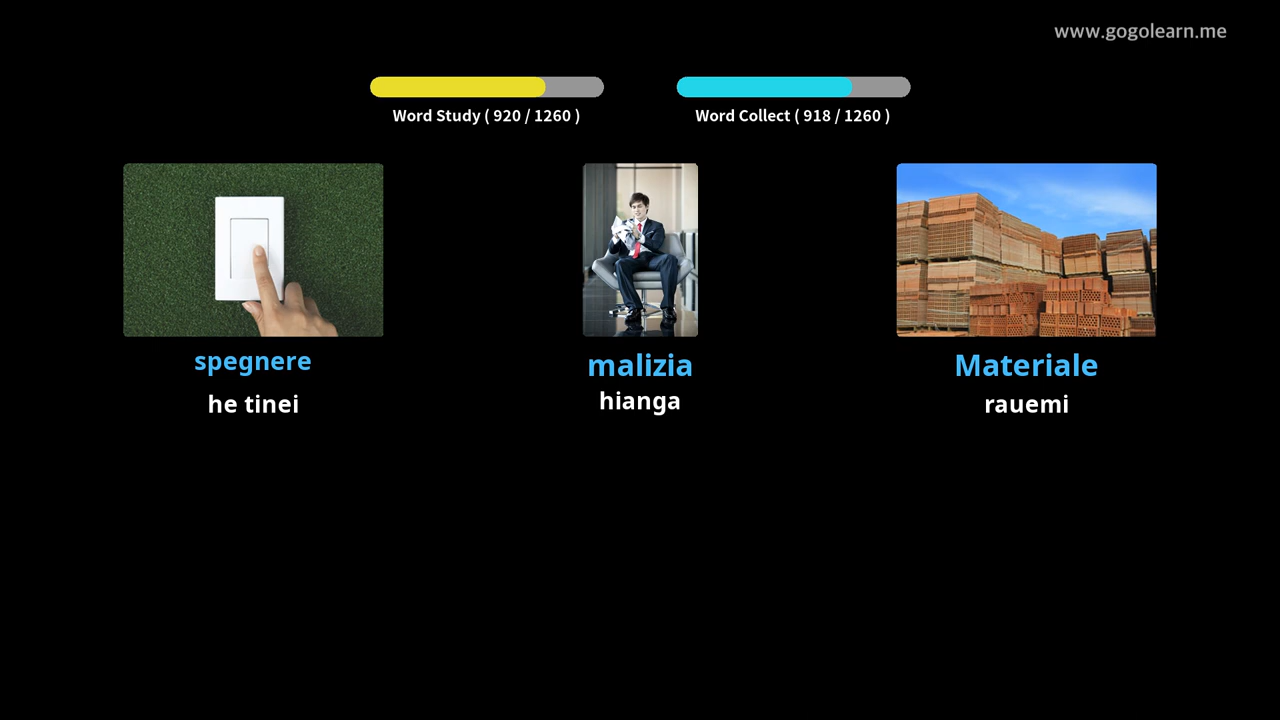 www.gogolearn.me
Word Study ( 920 / 1260 )
Word Collect ( 918 / 1260 )
spegnere
he tinei
malizia
hianga
Materiale
rauemi